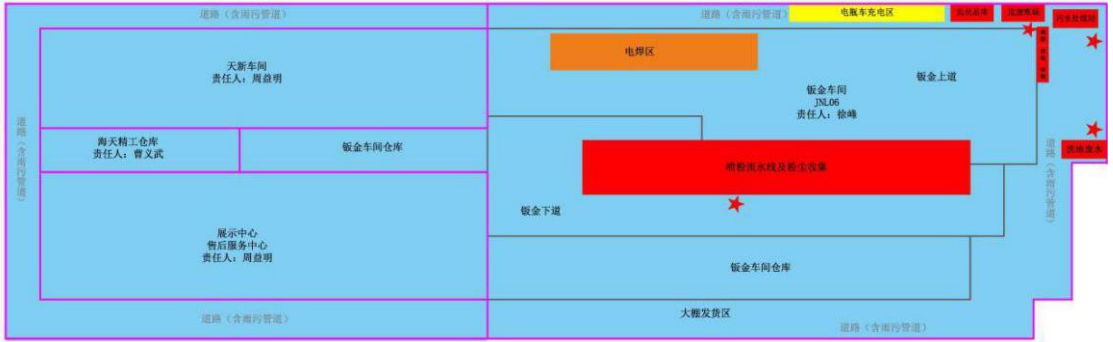 道路（含雨污管道）
道路（含雨污管道）
电瓶车充电区
污水处理站
电焊区
天新车间
责任人：周益明
钣金上道
钣金车间
JNL06
责任人：徐峰
道路（含雨污管道）
海天精工仓库
责任人：曹义武
钣金车间仓库
喷粉流水线及粉尘收集
道路（含雨污管道）
钣金下道
展示中心
售后服务中心
责任人：周益明
钣金车间仓库
大棚发货区
道路（含雨污管道）
道路（含雨污管道）